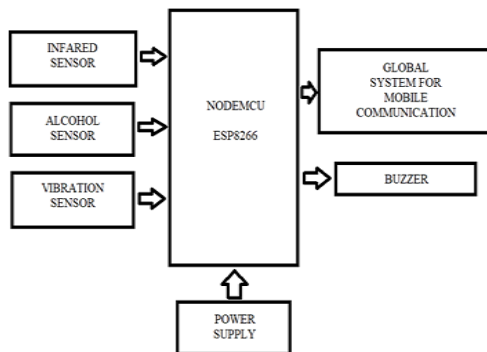 INFARED
SENSOR
ALCOHOL
SENSOR
VIBRATION
SENSOR
NODEMCU
ESP8266
GLOBAL
SYSTEM FOR
MOBILE
COMMUNICATION
BUZZER
POWER
SUPPLY